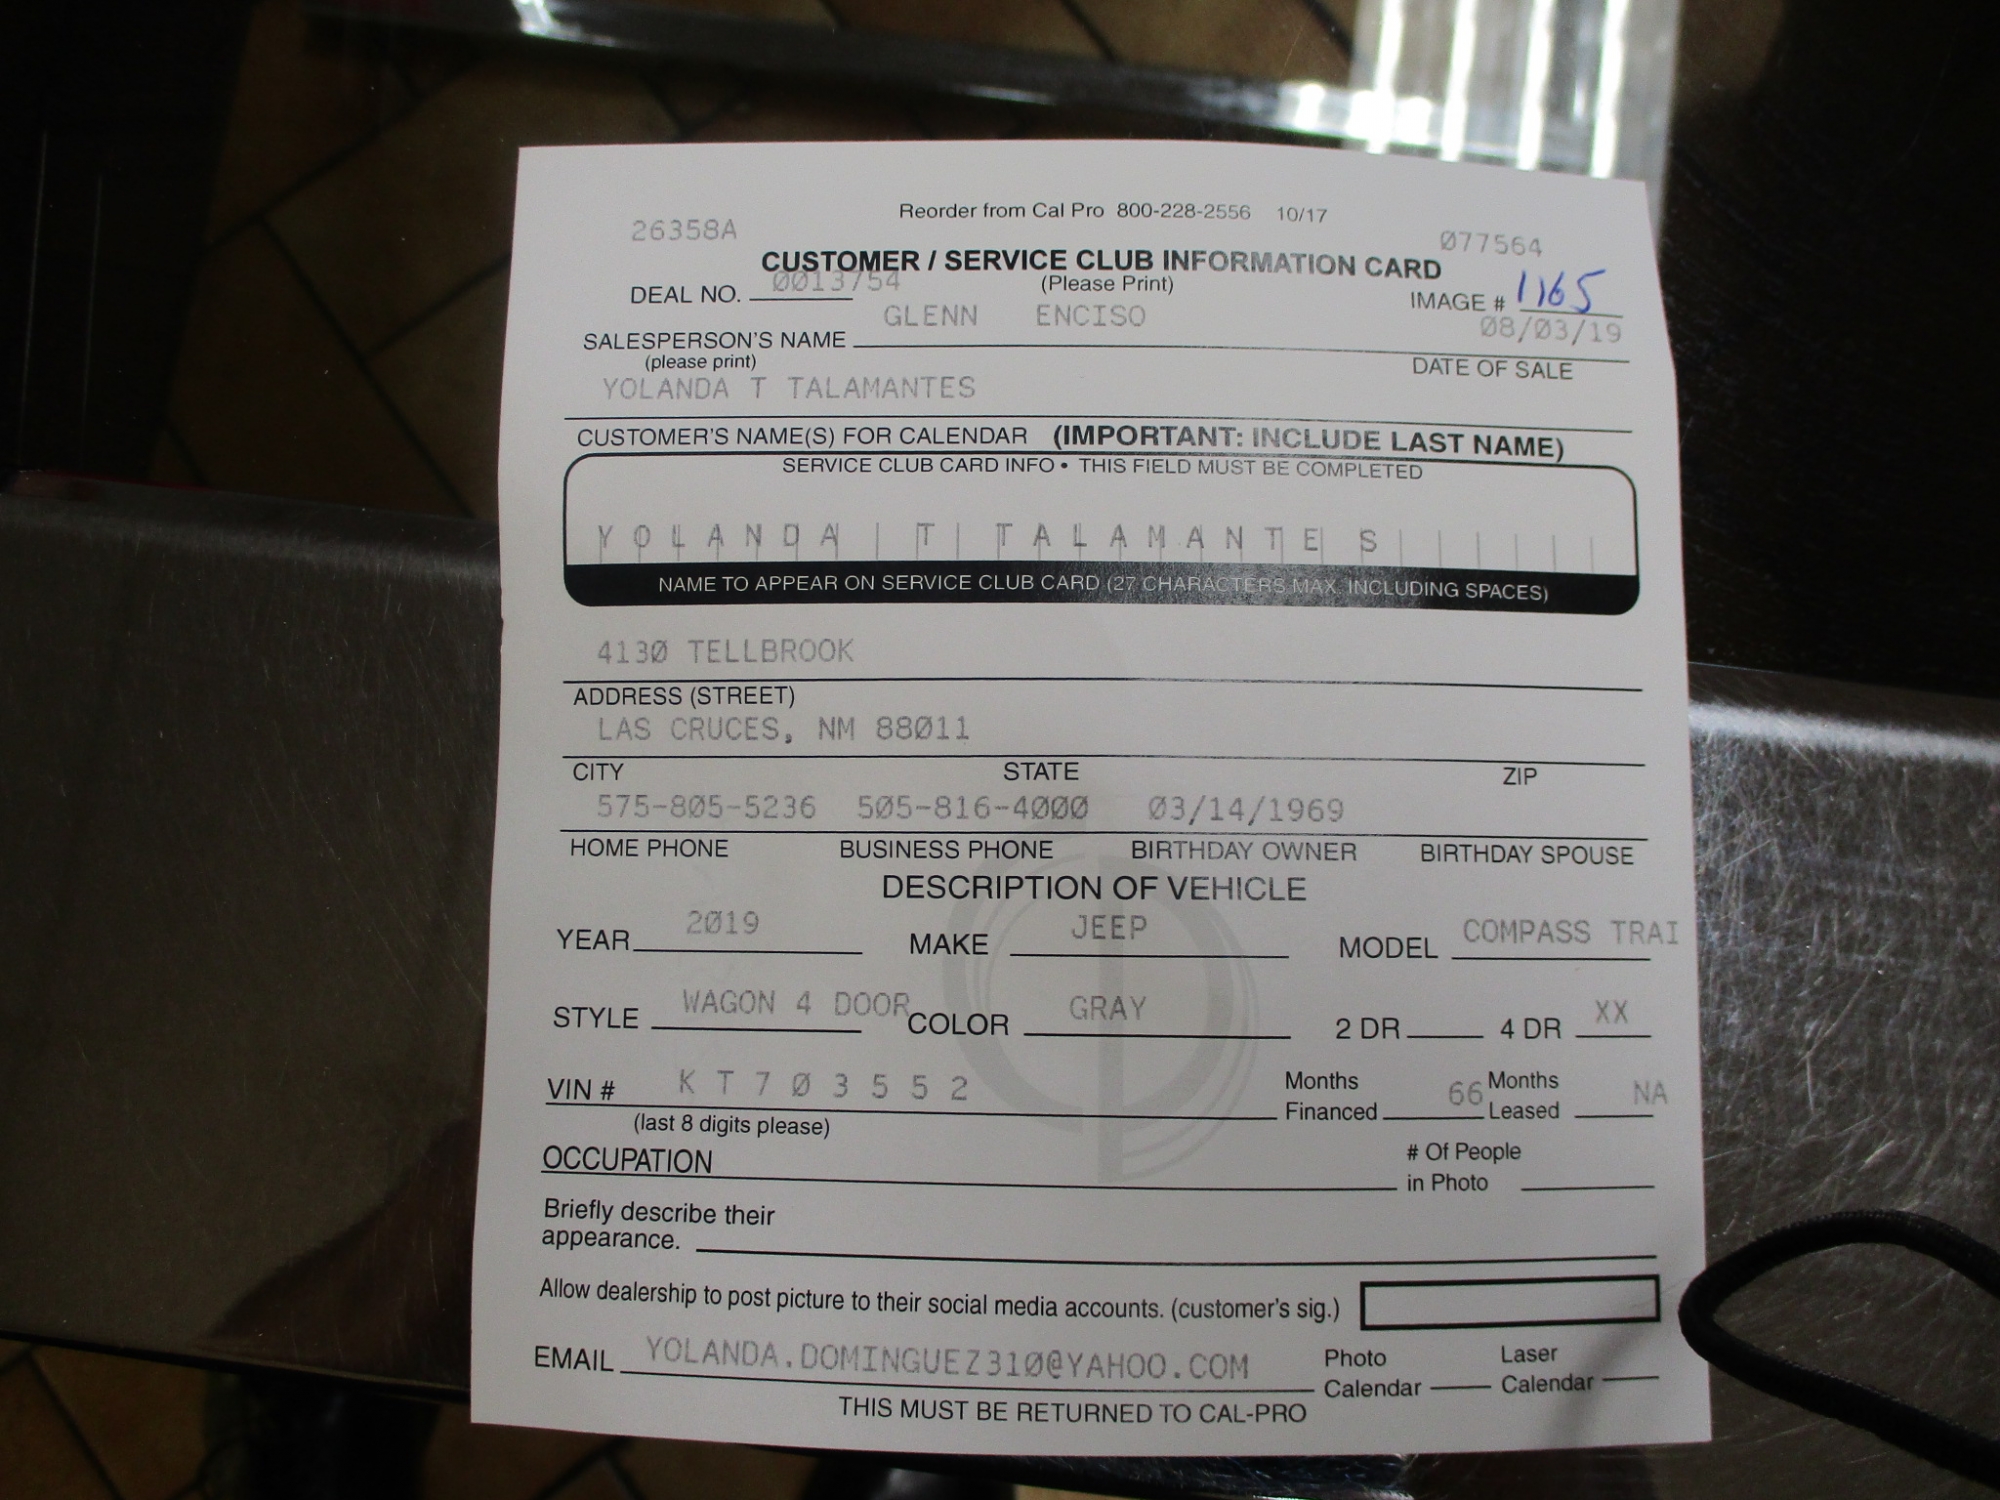 Reorder from Cal Pro 800-228-2556 10/17
26358A 077564
CUSTOMER / SERVICE CLUB INFORMATION CARD
DEAL NO. 0013754 (Please Print) IMAGE # 1165
GLENN ENCISO 08/03/19
SALESPERSON'S NAME
(please print) DATE OF SALE
YOLANDA T TALAMANTES
CUSTOMER'S NAME(S) FOR CALENDAR (IMPORTANT: INCLUDE LAST NAME)
SERVICE CLUB CARD INFO • THIS FIELD MUST BE COMPLETED
YOLANDA T TALAMANTES
NAME TO APPEAR ON SERVICE CLUB CARD (27 CHARACTERS MAX. INCLUDING SPACES)
4130 TELLBROOK
ADDRESS (STREET)
LAS CRUCES, NM 88011
CITY STATE ZIP
575-805-5236 505-816-4000 03/14/1969
HOME PHONE BUSINESS PHONE BIRTHDAY OWNER BIRTHDAY SPOUSE
DESCRIPTION OF VEHICLE
YEAR 2019 MAKE JEEP MODEL COMPASS TRAI
STYLE WAGON 4 DOOR COLOR GRAY 2 DR 4 DR XX
VIN # K T 7 0 3 5 5 2 Months Financed 66 Months Leased NA
(last 8 digits please)
OCCUPATION # Of People in Photo
Briefly describe their
appearance.
Allow dealership to post picture to their social media accounts. (customer's sig.)
EMAIL YOLANDA.DOMINGUEZ310@YAHOO.COM Photo Calendar Laser Calendar
THIS MUST BE RETURNED TO CAL-PRO